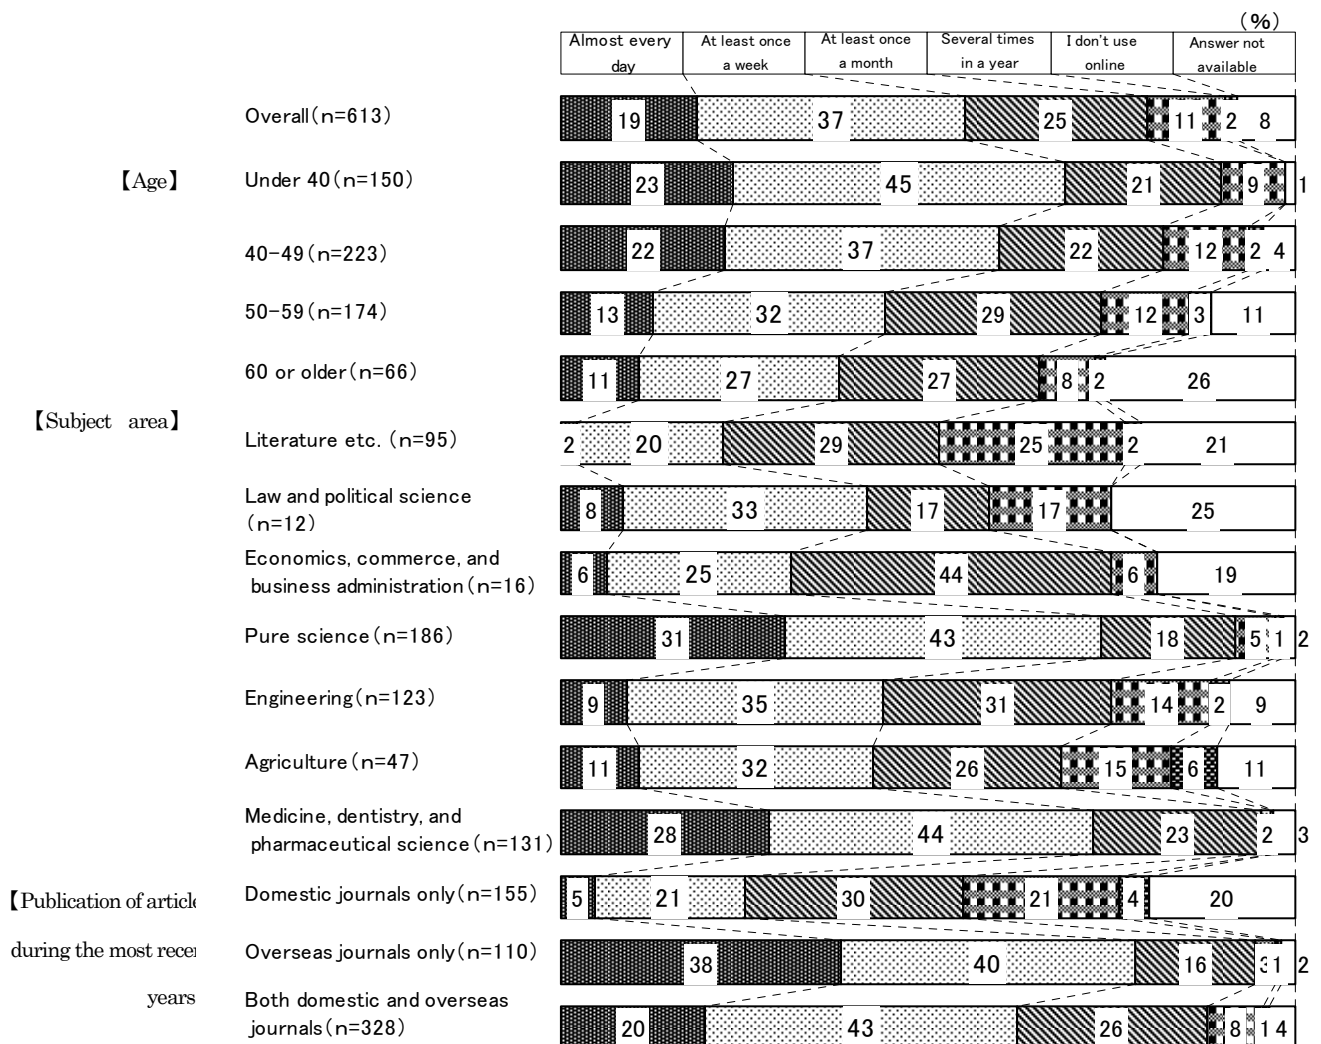 (%)
Almost every day
At least once a week
At least once a month
Several times in a year
I don't use online
Answer not available
Overall(n=613) 19 37 25 11 2 8
【Age】 Under 40(n=150) 23 45 21 9 1
40-49(n=223) 22 37 22 12 2 4
50-59(n=174) 13 32 29 12 3 11
60 or older(n=66) 11 27 27 8 2 26
【Subject area】
Literature etc. (n=95) 2 20 29 25 2 21
Law and political science
(n=12) 8 33 17 17 25
Economics, commerce, and
business administration(n=16) 6 25 44 6 19
Pure science(n=186) 31 43 18 5 1 2
Engineering(n=123) 9 35 31 14 2 9
Agriculture(n=47) 11 32 26 15 6 11
Medicine, dentistry, and
pharmaceutical science(n=131) 28 44 23 2 3
【Publication of article Domestic journals only(n=155) 5 21 30 21 4 20
during the most rece Overseas journals only(n=110) 38 40 16 3 1 2
years Both domestic and overseas
journals(n=328) 20 43 26 8 1 4